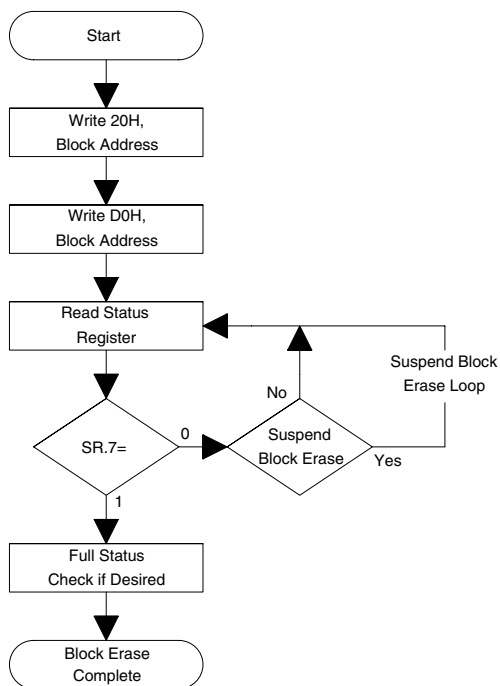 Start
Write 20H,
Block Address
Write D0H,
Block Address
Read Status
Register
Suspend Block
Erase Loop
No
SR.7=
0
Suspend
Block Erase
Yes
1
Full Status
Check if Desired
Block Erase
Complete